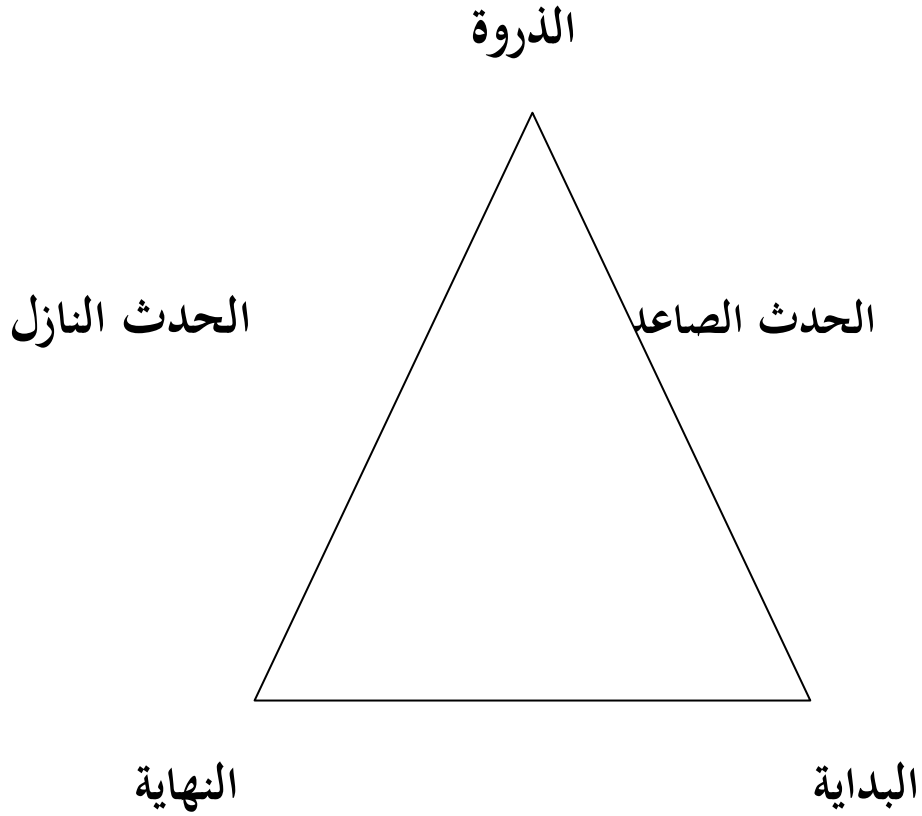 الذروة
الحدث الصاعد
الحدث النازل
البداية
النهاية